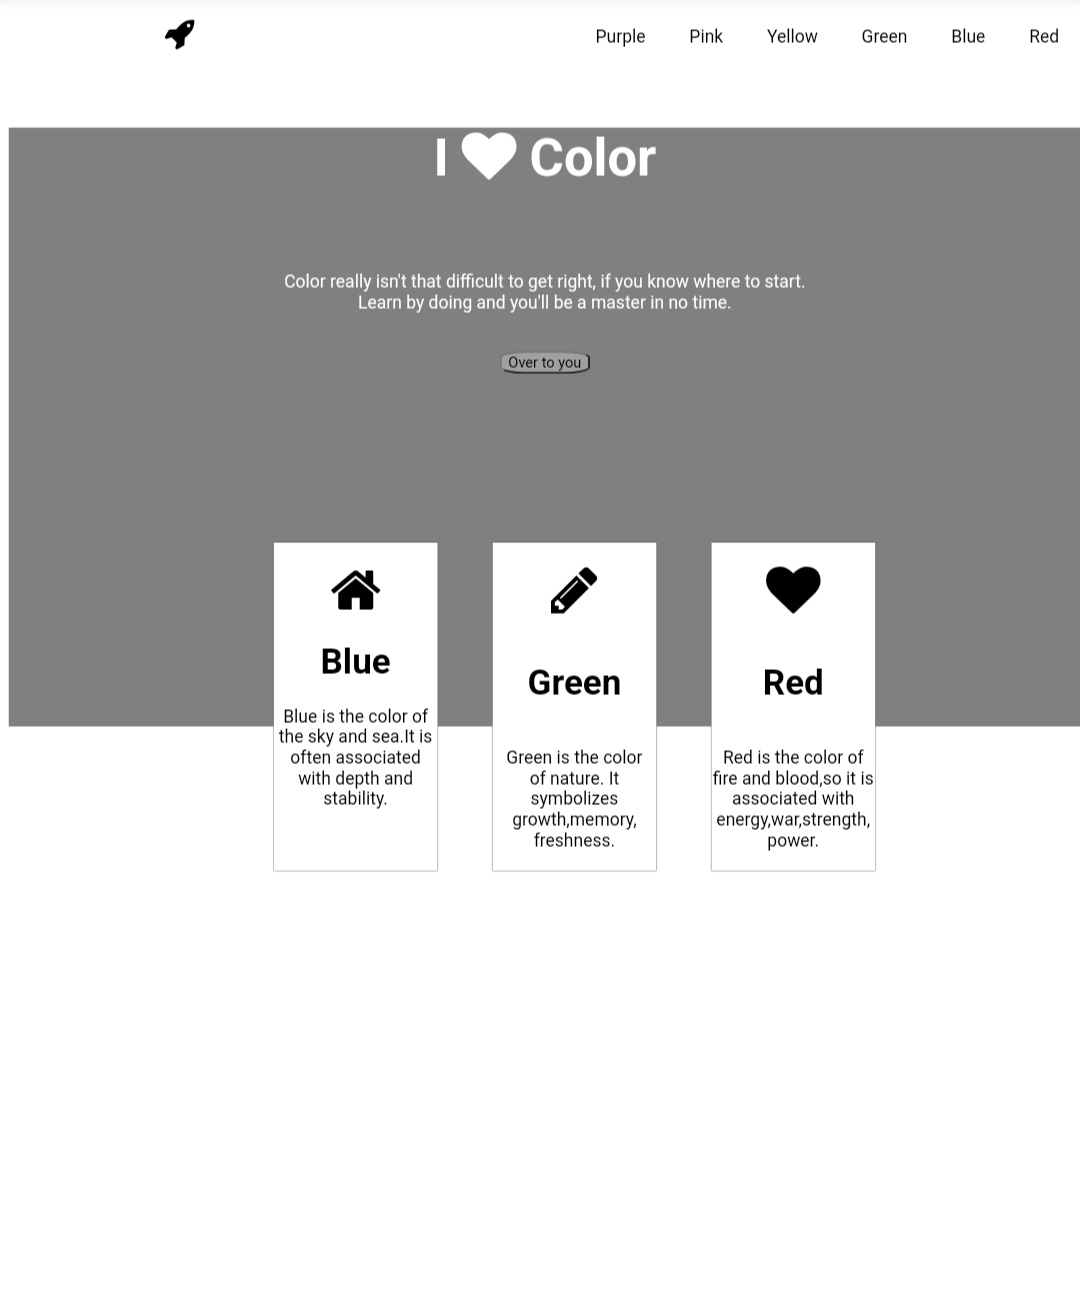 Purple Pink Yellow Green Blue Red
I Color
Color really isn't that difficult to get right, if you know where to start.
Learn by doing and you'll be a master in no time.
Over to you
Blue
Blue is the color of
the sky and sea.It is
often associated
with depth and
stability.
Green
Green is the color
of nature. It
symbolizes
growth,memory,
freshness.
Red
Red is the color of
fire and blood,so it is
associated with
energy,war,strength,
power.